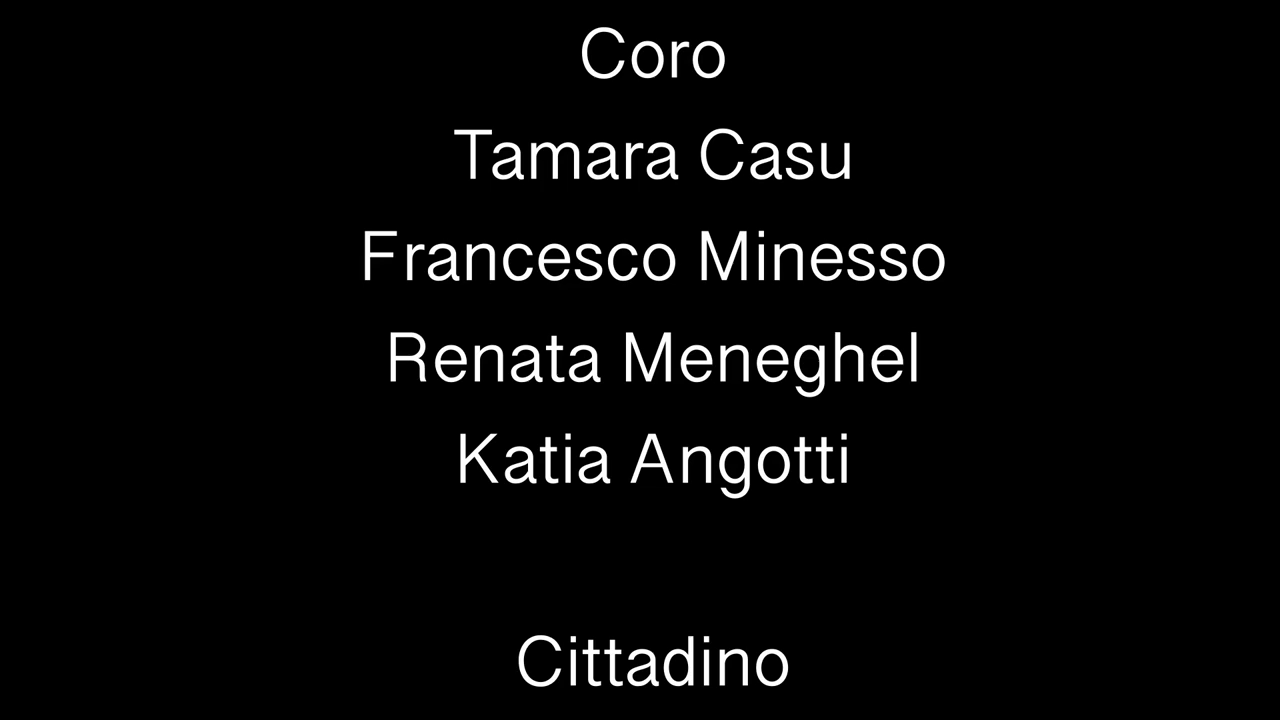 Coro
Tamara Casu
Francesco Minesso
Renata Meneghel
Katia Angotti
Cittadino